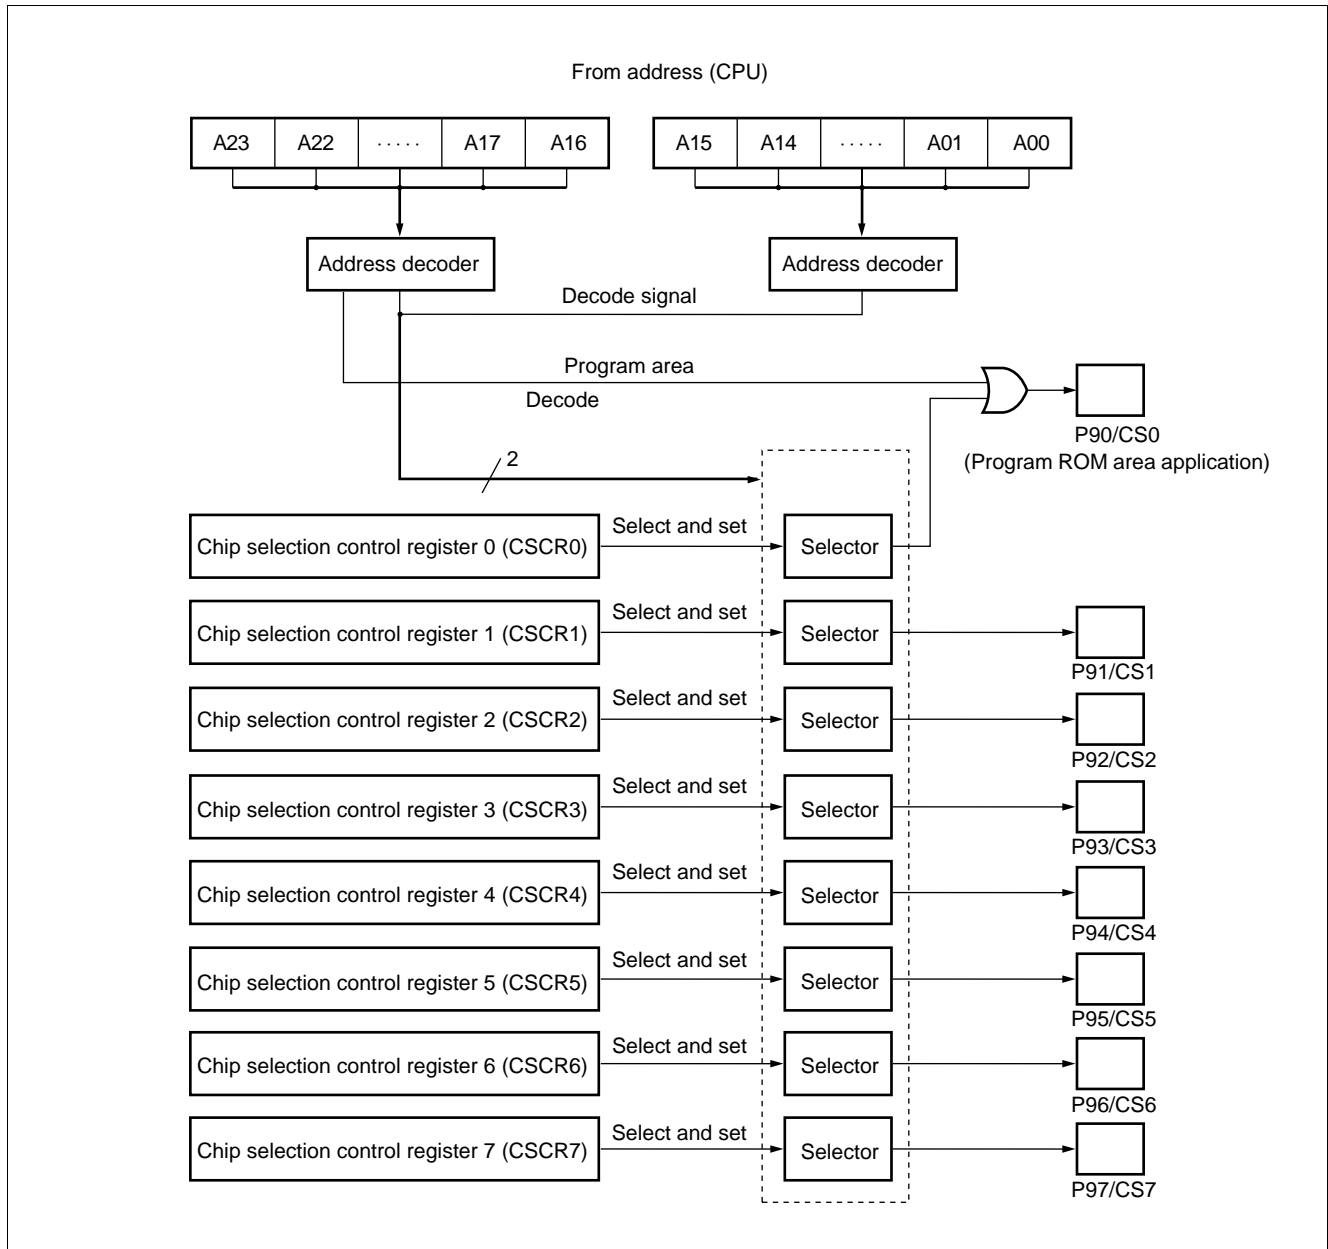 From address (CPU)
A23 A22 ..... A17 A16 A15 A14 ..... A01 A00
Address decoder Address decoder
Decode signal
Program area
Decode
P90/CS0
(Program ROM area application)
2
Chip selection control register 0 (CSCR0) Select and set Selector
Chip selection control register 1 (CSCR1) Select and set Selector
P91/CS1
Chip selection control register 2 (CSCR2) Select and set Selector
P92/CS2
Chip selection control register 3 (CSCR3) Select and set Selector
P93/CS3
Chip selection control register 4 (CSCR4) Select and set Selector
P94/CS4
Chip selection control register 5 (CSCR5) Select and set Selector
P95/CS5
Chip selection control register 6 (CSCR6) Select and set Selector
P96/CS6
Chip selection control register 7 (CSCR7) Select and set Selector
P97/CS7